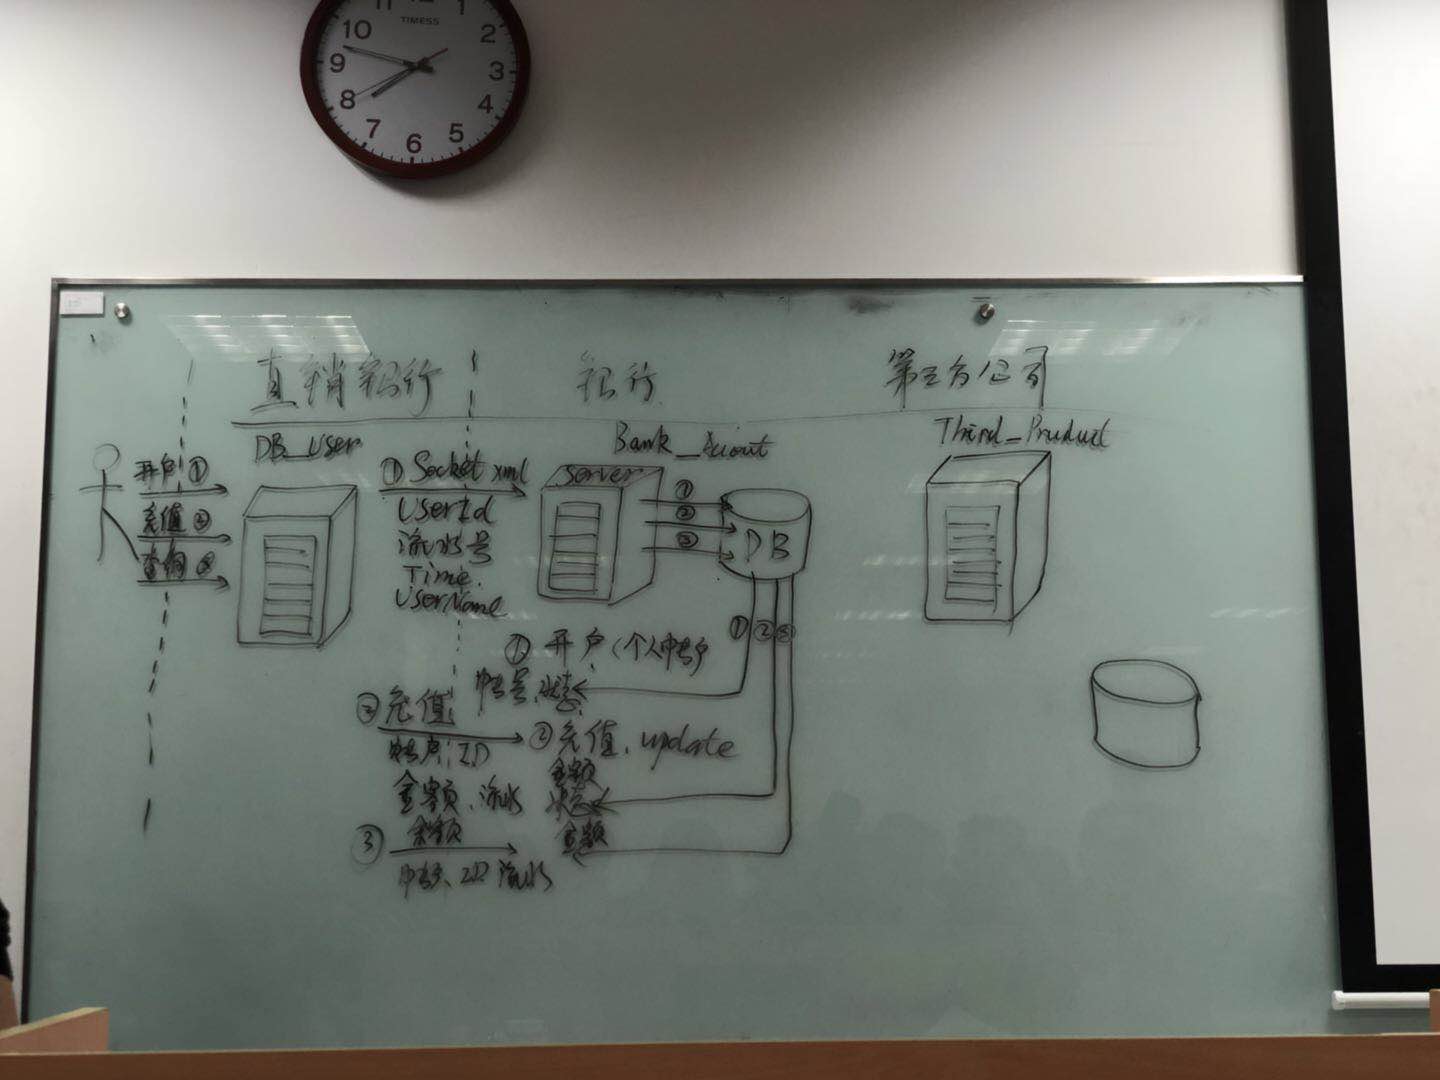 TIMESS
12
1
2
3
4
5
6
7
8
9
10
11
直销银行
银行
第三方公司
DB_User
Bank_Acout
Third_Product
开户 ①
充值 ②
查询 ③
① Socket xml
UserId
流水号
Time.
UserName
server
①
②
③
DB
① ② ③
① 开户 (个人帐户
帐号、状态
② 充值
帐户, ID
金额、流水
② 充值、update
金额
状态
③ 余额
金额
帐号、ID 流水